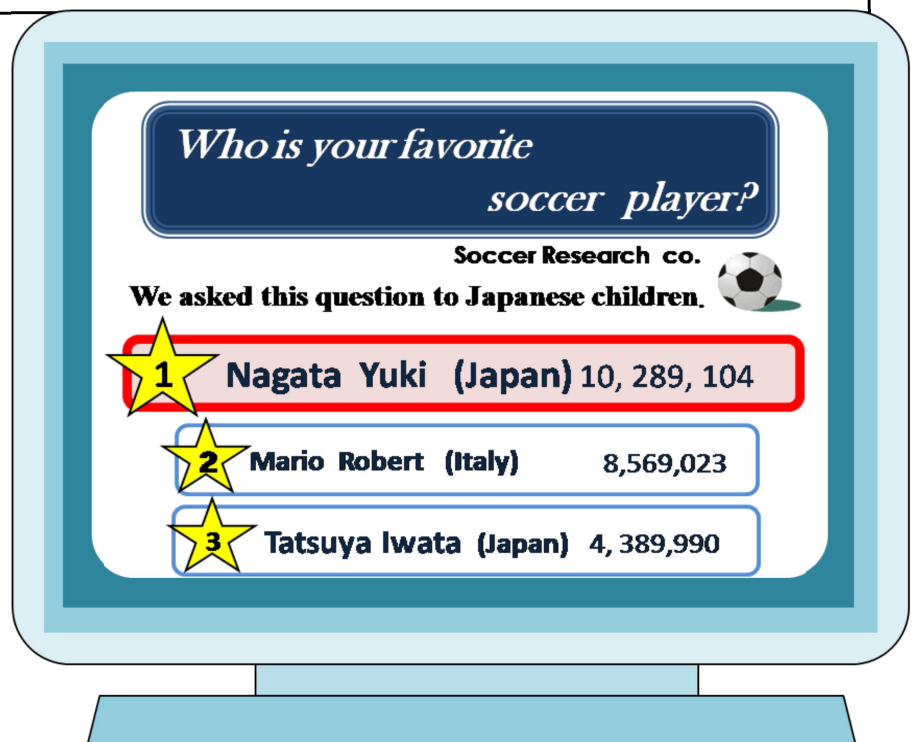 Who is your favorite
soccer player?
Soccer Research co.
We asked this question to Japanese children.
1 Nagata Yuki (Japan) 10, 289, 104
2 Mario Robert (Italy) 8,569,023
3 Tatsuya Iwata (Japan) 4, 389,990